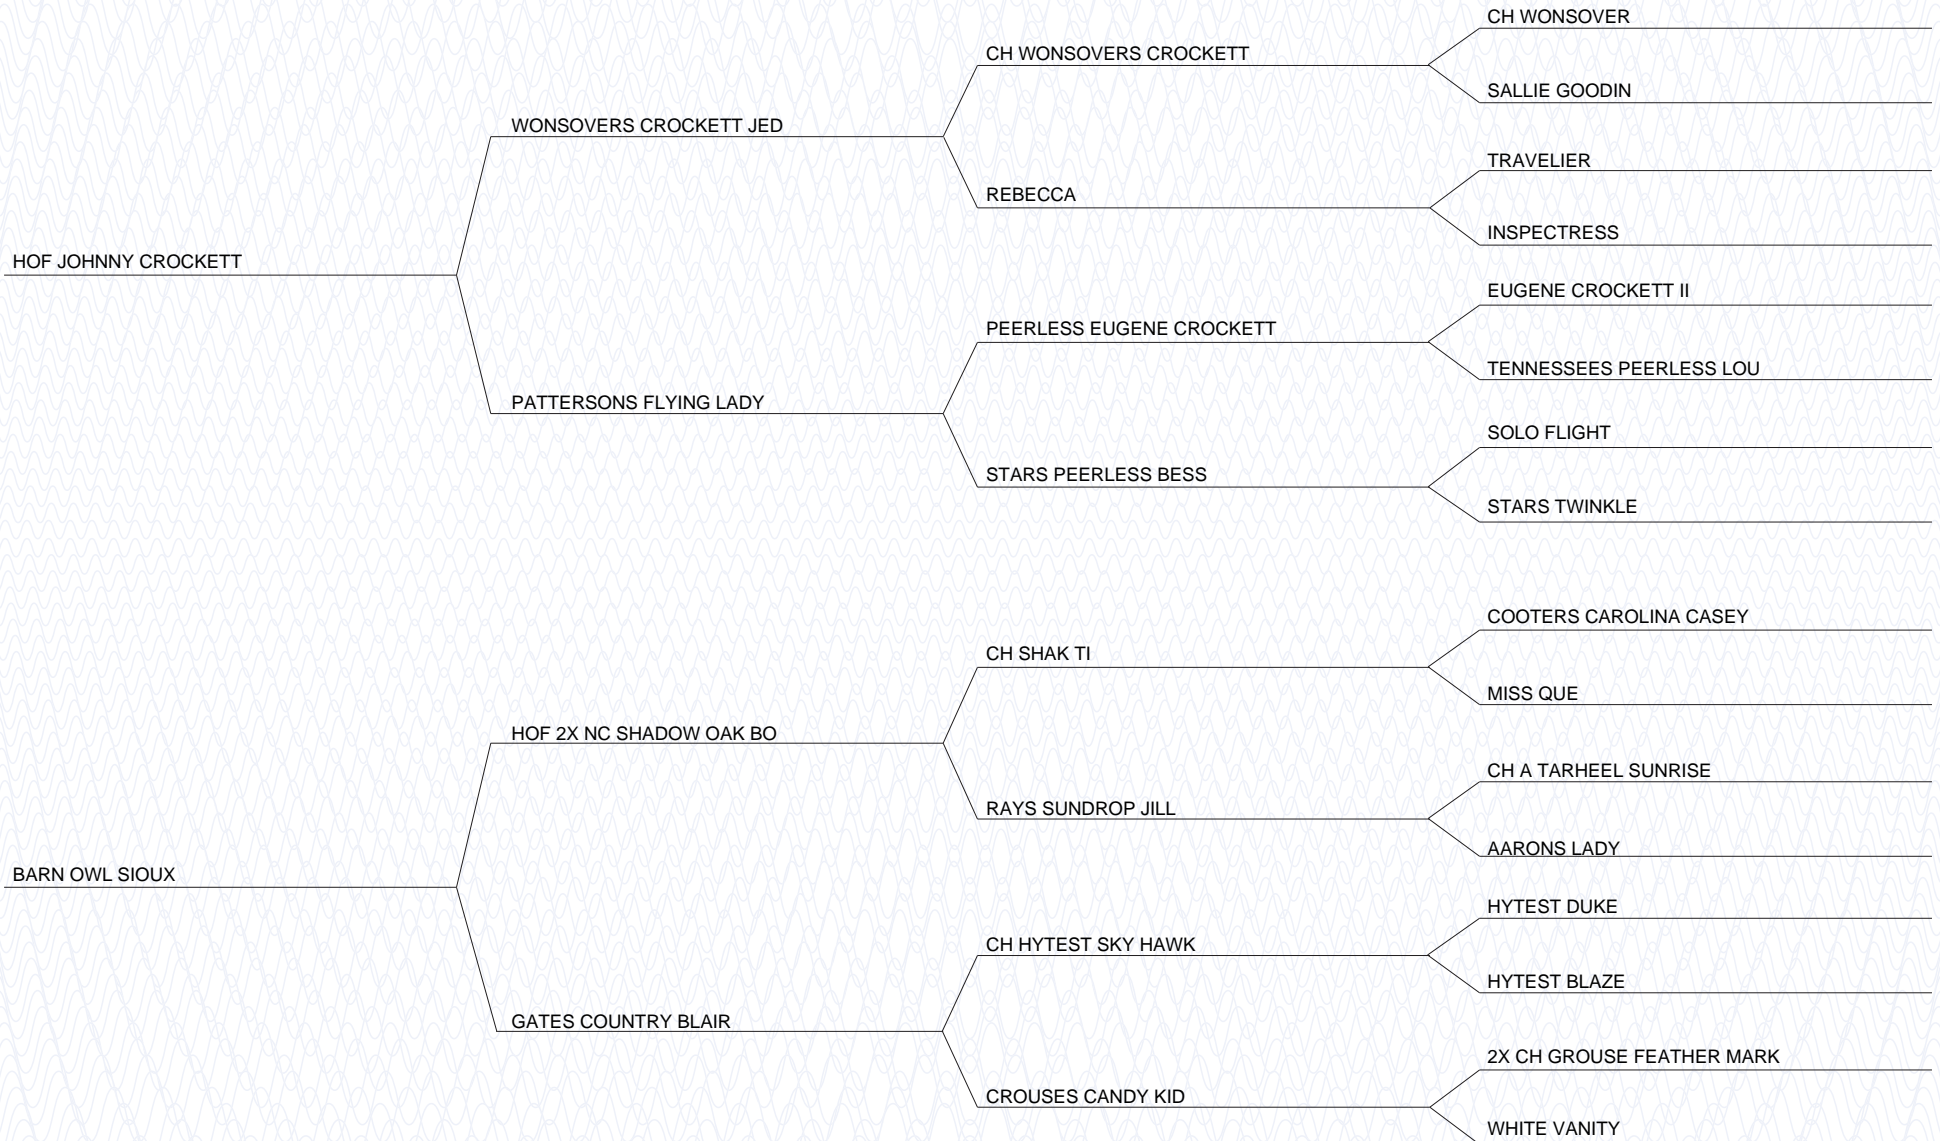 CH WONSOVER
CH WONSOVERS CROCKETT
SALLIE GOODIN
WONSOVERS CROCKETT JED
TRAVELIER
REBECCA
INSPECTRESS
HOF JOHNNY CROCKETT
EUGENE CROCKETT II
PEERLESS EUGENE CROCKETT
TENNESSEES PEERLESS LOU
PATTERSONS FLYING LADY
SOLO FLIGHT
STARS PEERLESS BESS
STARS TWINKLE
COOTERS CAROLINA CASEY
CH SHAK TI
MISS QUE
HOF 2X NC SHADOW OAK BO
CH A TARHEEL SUNRISE
RAYS SUNDROP JILL
AARONS LADY
BARN OWL SIOUX
HYTEST DUKE
CH HYTEST SKY HAWK
HYTEST BLAZE
GATES COUNTRY BLAIR
2X CH GROUSE FEATHER MARK
CROUSES CANDY KID
WHITE VANITY